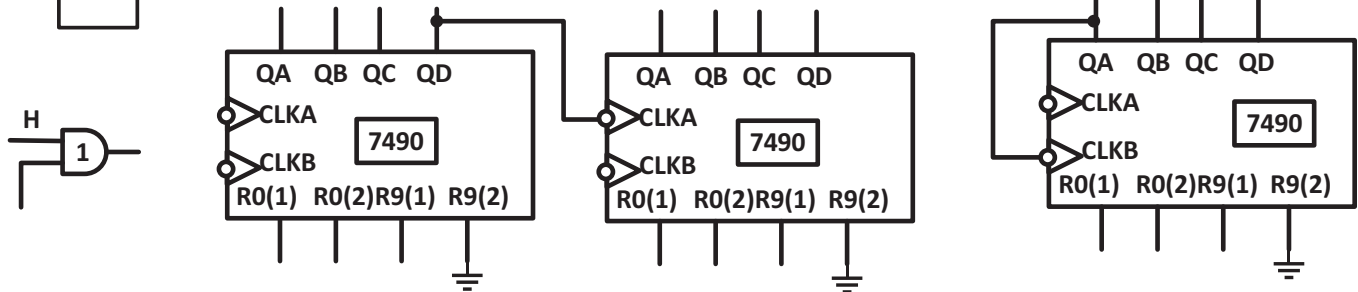 QA QB QC QD
CLKA
7490
CLKB
R0(1) R0(2) R9(1) R9(2)
QA QB QC QD
CLKA
7490
CLKB
R0(1) R0(2) R9(1) R9(2)
QA QB QC QD
CLKA
7490
CLKB
R0(1) R0(2) R9(1) R9(2)
H
1